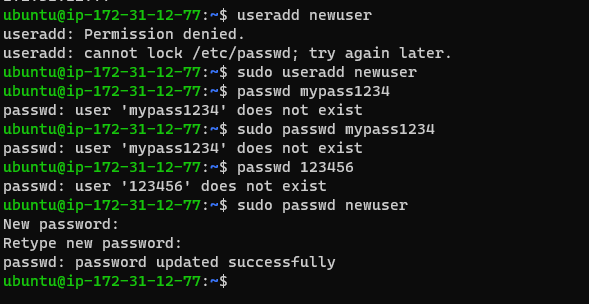 ubuntu@ip-172-31-12-77:~$ useradd newuser
useradd: Permission denied.
useradd: cannot lock /etc/passwd; try again later.
ubuntu@ip-172-31-12-77:~$ sudo useradd newuser
ubuntu@ip-172-31-12-77:~$ passwd mypass1234
passwd: user 'mypass1234' does not exist
ubuntu@ip-172-31-12-77:~$ sudo passwd mypass1234
passwd: user 'mypass1234' does not exist
ubuntu@ip-172-31-12-77:~$ passwd 123456
passwd: user '123456' does not exist
ubuntu@ip-172-31-12-77:~$ sudo passwd newuser
New password:
Retype new password:
passwd: password updated successfully
ubuntu@ip-172-31-12-77:~$